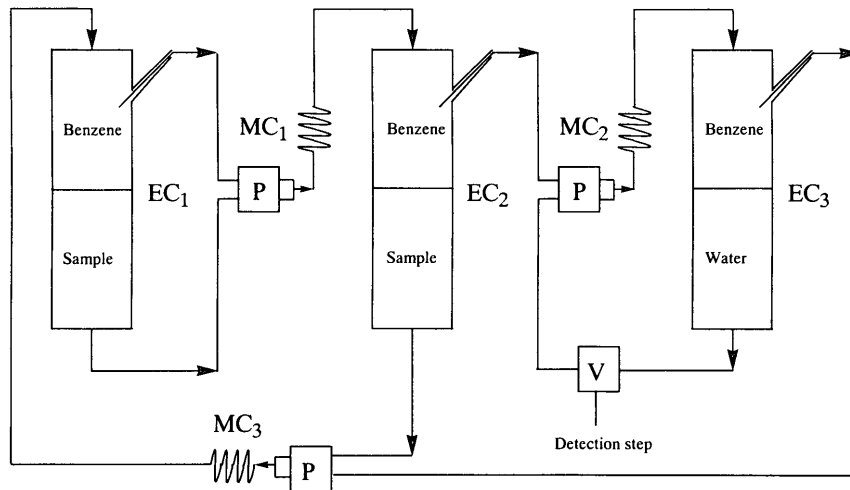 Benzene
Sample
EC1
MC1
P
Benzene
Sample
EC2
MC2
P
Benzene
Water
EC3
V
Detection step
MC3
P